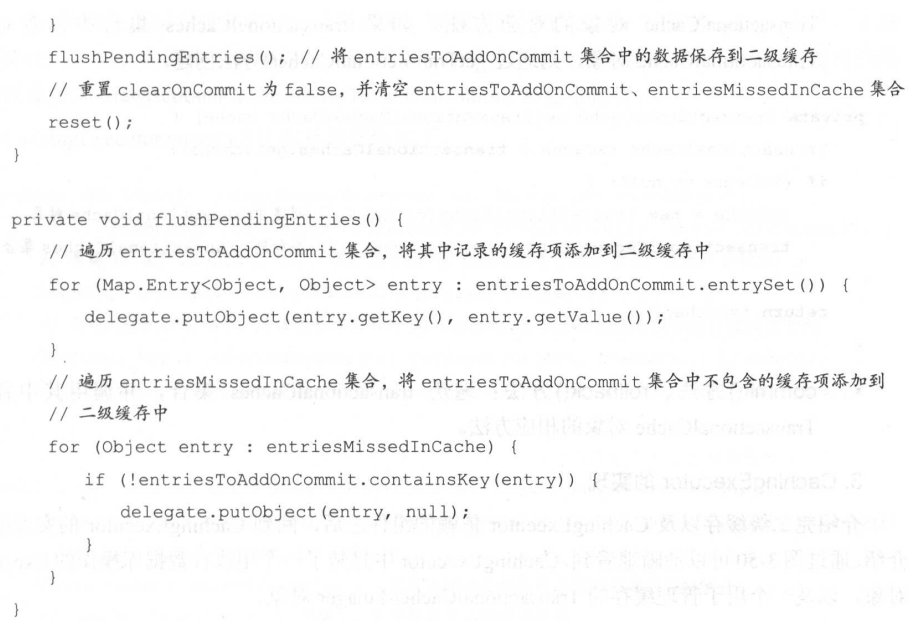 }
flushPendingEntries(); // 将 entriesToAddOnCommit 集合中的数据保存到二级缓存
// 重置 clearOnCommit 为 false，并清空 entriesToAddOnCommit、entriesMissedInCache 集合
reset();
}
private void flushPendingEntries() {
// 遍历 entriesToAddOnCommit 集合，将其中记录的缓存项添加到二级缓存中
for (Map.Entry<Object, Object> entry : entriesToAddOnCommit.entrySet()) {
delegate.putObject(entry.getKey(), entry.getValue());
}
// 遍历 entriesMissedInCache 集合，将 entriesToAddOnCommit 集合中不包含的缓存项添加到
// 二级缓存中
for (Object entry : entriesMissedInCache) {
if (!entriesToAddOnCommit.containsKey(entry)) {
delegate.putObject(entry, null);
}
}
}